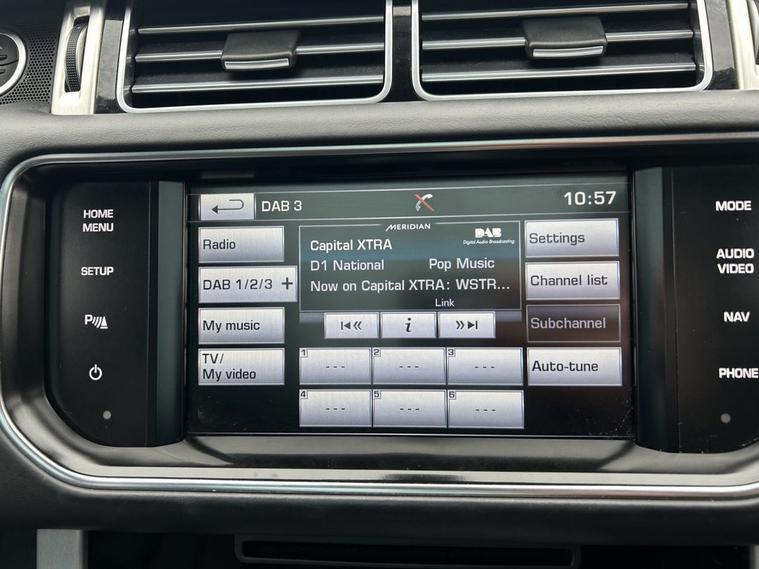 HOME
MENU
SETUP
P
DAB 3
10:57
Radio
DAB 1/2/3 +
My music
TV/
My video
MERIDIAN
Capital XTRA
DAB
Digital Audio Broadcasting
D1 National Pop Music
Now on Capital XTRA: WSTR...
Link
i
1 ---
2 ---
3 ---
4 ---
5 ---
6 ---
Settings
Channel list
Subchannel
Auto-tune
MODE
AUDIO
VIDEO
NAV
PHONE